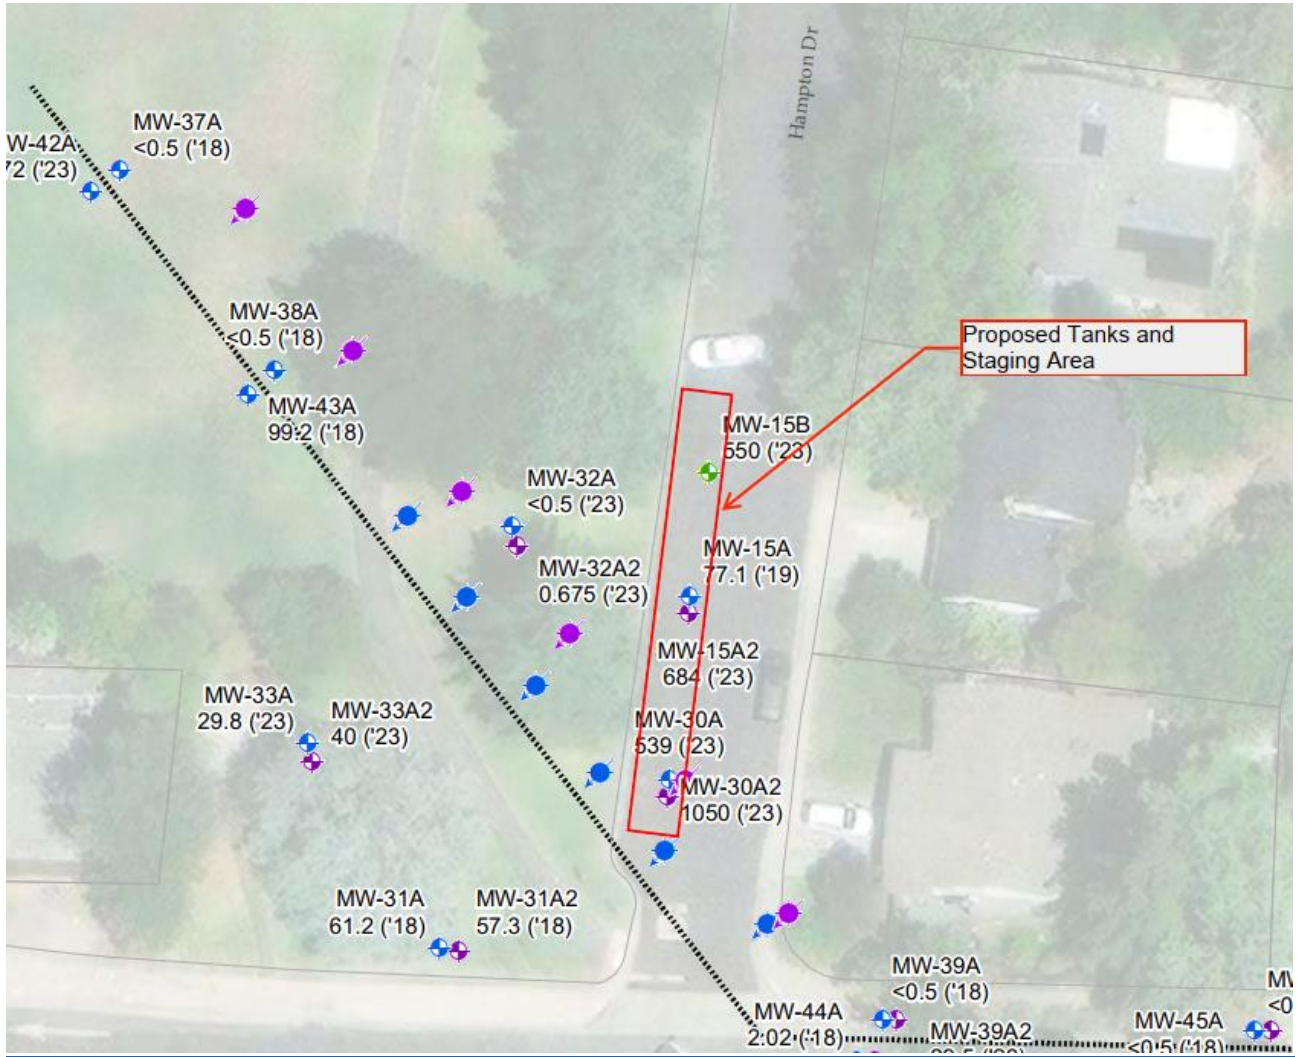 Hampton Dr
MW-37A
<0.5 ('18)
W-42A
72 ('23)
MW-38A
<0.5 ('18)
MW-43A
99.2 ('18)
Proposed Tanks and
Staging Area
MW-15B
550 ('23)
MW-32A
<0.5 ('23)
MW-32A2
0.675 ('23)
MW-15A
77.1 ('19)
MW-15A2
684 ('23)
MW-33A
29.8 ('23)
MW-33A2
40 ('23)
MW-30A
539 ('23)
MW-30A2
1050 ('23)
MW-31A
61.2 ('18)
MW-31A2
57.3 ('18)
MW-39A
<0.5 ('18)
MW-44A
2.02 ('18)
MW-39A2
MW-45A
<0.5 ('18)
<0